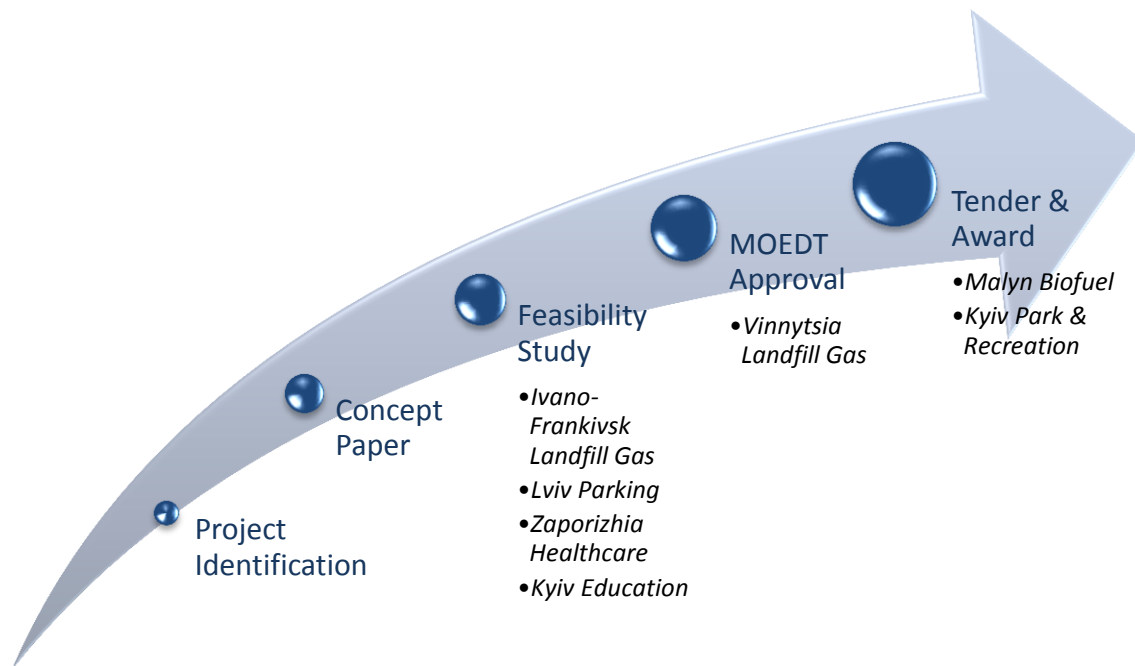 Project
Identification
Concept
Paper
Feasibility
Study
•Ivano-
Frankivsk
Landfill Gas
•Lviv Parking
•Zaporizhia
Healthcare
•Kyiv Education
MOEDT
Approval
•Vinnytsia
Landfill Gas
Tender &
Award
•Malyn Biofuel
•Kyiv Park &
Recreation